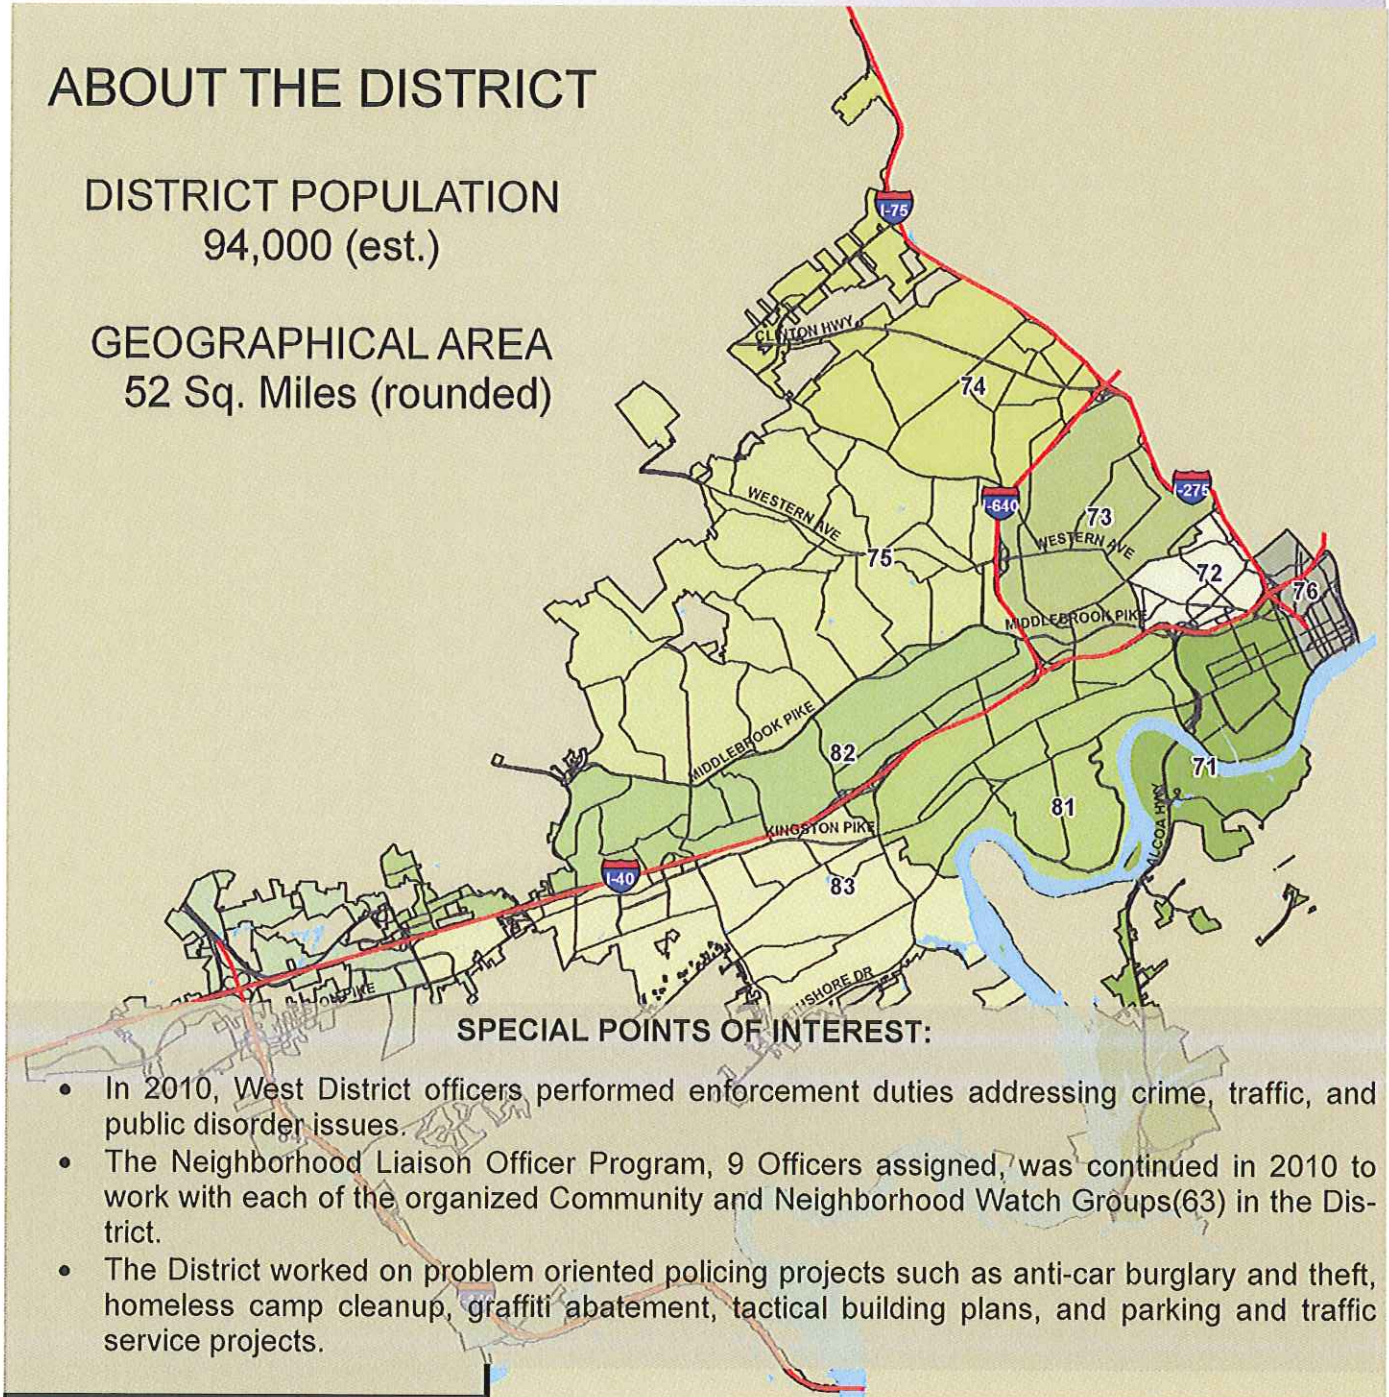 ABOUT THE DISTRICT
DISTRICT POPULATION
94,000 (est.)
GEOGRAPHICAL AREA
52 Sq. Miles (rounded)
I-75
CLINTON HWY
74
I-640
I-275
73
WESTERN AVE
WESTERN AVE
75
72
76
MIDDLEBROOK PIKE
MIDDLEBROOK PIKE
82
71
81
ALCOA HWY
KINGSTON PIKE
I-40
83
HSHORE DR
ON PIKE
SPECIAL POINTS OF INTEREST:
• In 2010, West District officers performed enforcement duties addressing crime, traffic, and
public disorder issues.
84
• The Neighborhood Liaison Officer Program, 9 Officers assigned, was continued in 2010 to
work with each of the organized Community and Neighborhood Watch Groups(63) in the Dis-
trict.
• The District worked on problem oriented policing projects such as anti-car burglary and theft,
homeless camp cleanup, graffiti abatement, tactical building plans, and parking and traffic
service projects.